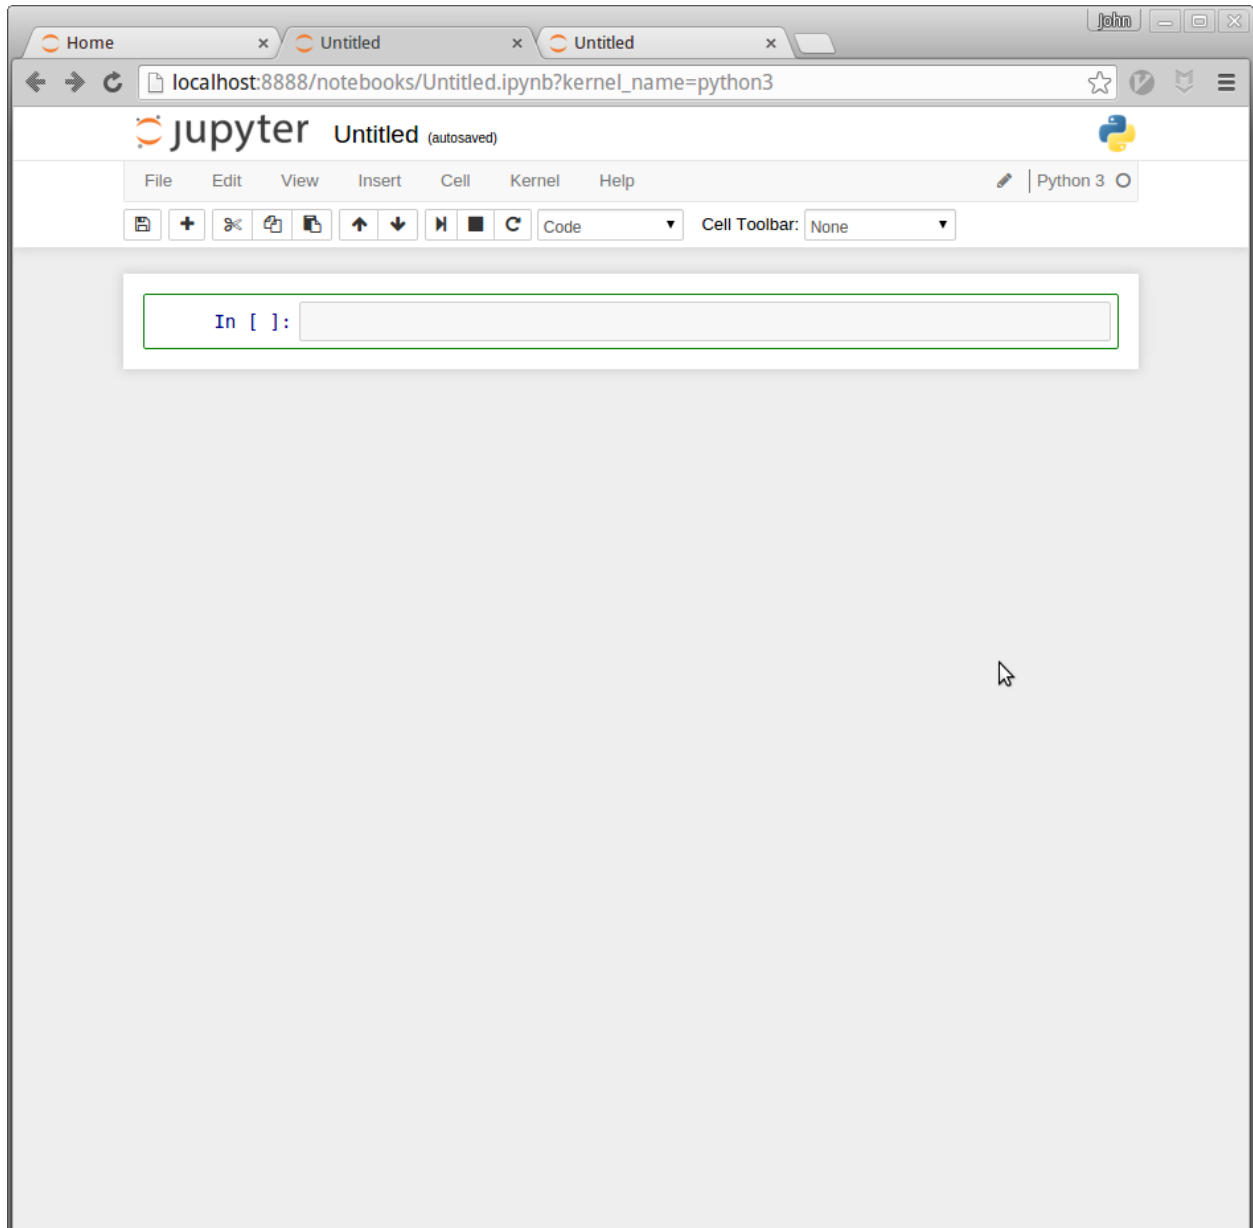 John
Home Untitled Untitled
localhost:8888/notebooks/Untitled.ipynb?kernel_name=python3
jupyter Untitled (autosaved)
File Edit View Insert Cell Kernel Help Python 3
Code Cell Toolbar: None
In [ ]: